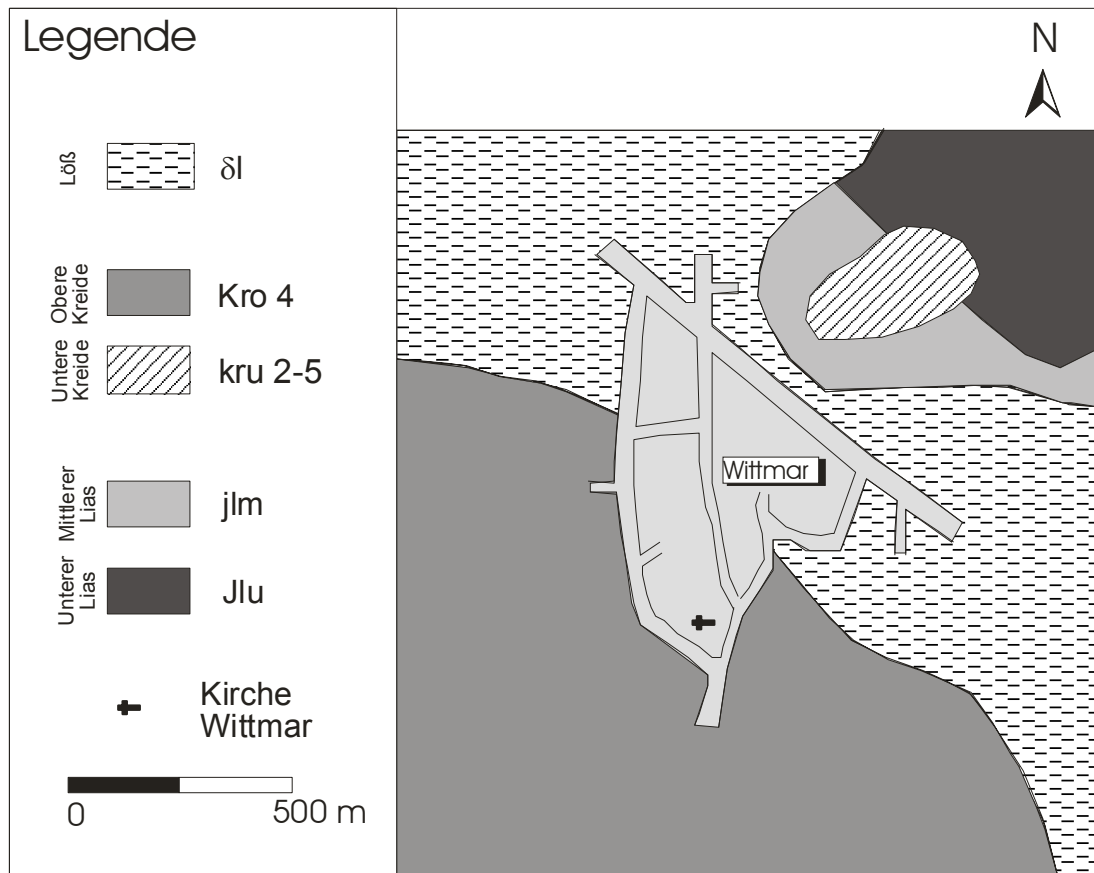 Legende
N
Löß
δl
Obere
Kreide
Kro 4
Untere
Kreide
kru 2-5
Mittlerer
Lias
jlm
Unterer
Lias
Jlu
Kirche
Wittmar
0
500 m
Wittmar